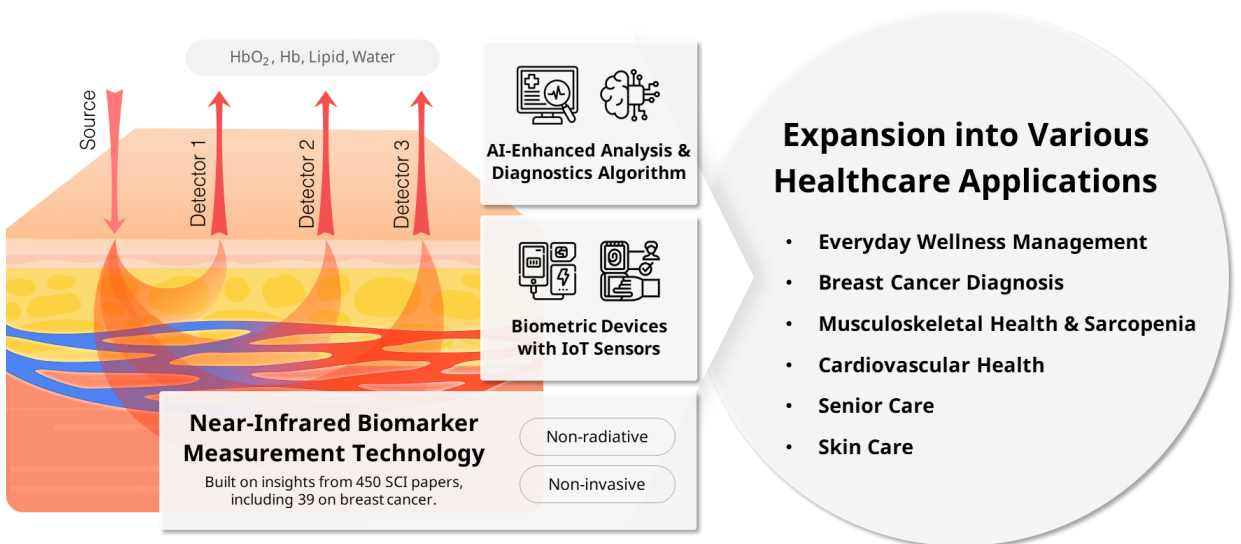 HbO₂, Hb, Lipid, Water
Source
Detector 1
Detector 2
Detector 3
AI-Enhanced Analysis &
Diagnostics Algorithm
Biometric Devices
with IoT Sensors
Near-Infrared Biomarker
Measurement Technology
Built on insights from 450 SCI papers,
including 39 on breast cancer.
Non-radiative
Non-invasive
Expansion into Various
Healthcare Applications
• Everyday Wellness Management
• Breast Cancer Diagnosis
• Musculoskeletal Health & Sarcopenia
• Cardiovascular Health
• Senior Care
• Skin Care